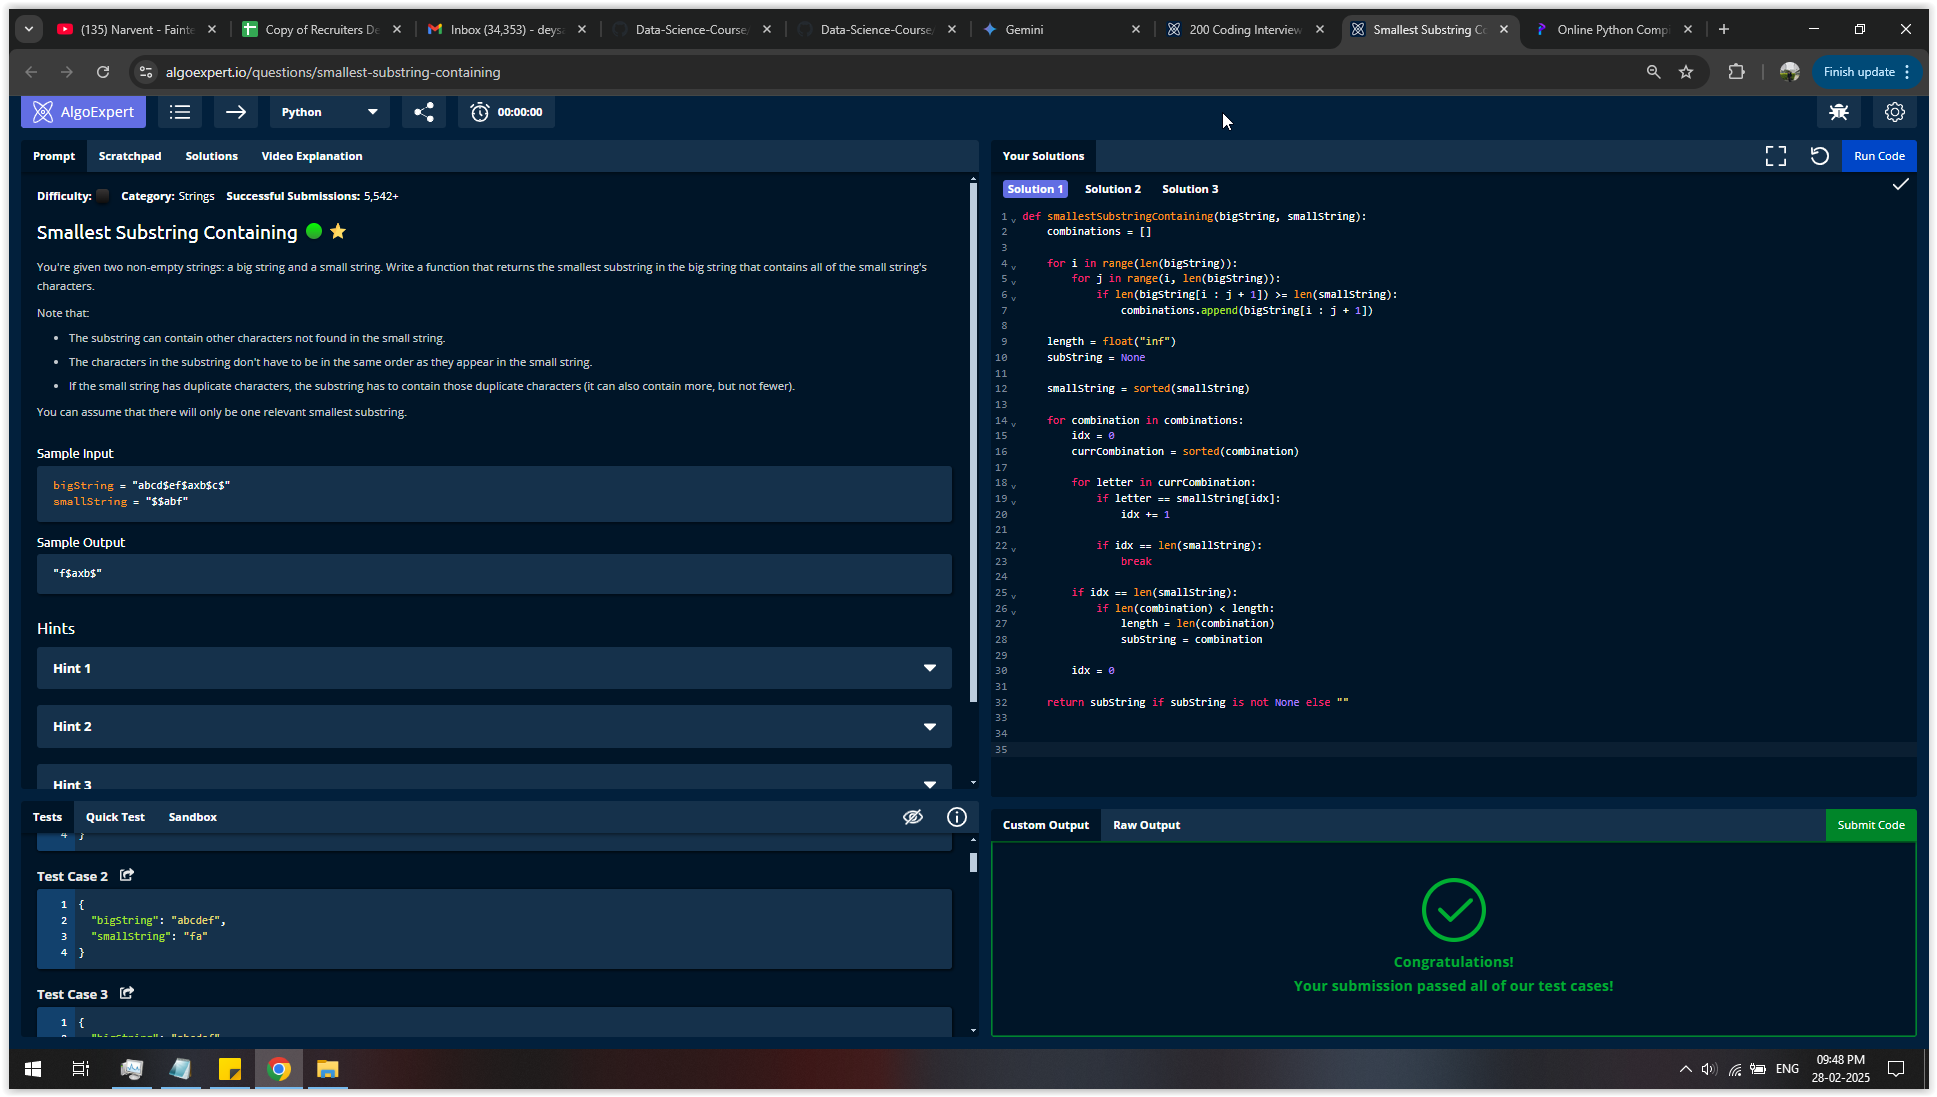 (135) Narvent - Fainte
Copy of Recruiters De
Inbox (34,353) - deysa
Data-Science-Course
Data-Science-Course
Gemini
200 Coding Interview
Smallest Substring Co
Online Python Comp
algoexpert.io/questions/smallest-substring-containing
Finish update
AlgoExpert
Python
00:00:00
Prompt
Scratchpad
Solutions
Video Explanation
Difficulty:
Category: Strings
Successful Submissions: 5,542+
Smallest Substring Containing
You're given two non-empty strings: a big string and a small string. Write a function that returns the smallest substring in the big string that contains all of the small string's
characters.
Note that:
• The substring can contain other characters not found in the small string.
• The characters in the substring don't have to be in the same order as they appear in the small string.
• If the small string has duplicate characters, the substring has to contain those duplicate characters (it can also contain more, but not fewer).
You can assume that there will only be one relevant smallest substring.
Sample Input
bigString = "abcd$ef$axb$c$"
smallString = "$$abf"
Sample Output
"f$axb$"
Hints
Hint 1
Hint 2
Hint 3
Tests
Quick Test
Sandbox
4 }
Test Case 2
1 {
2 "bigString": "abcdef",
3 "smallString": "fa"
4 }
Test Case 3
1 {
Your Solutions
Run Code
Solution 1
Solution 2
Solution 3
1 def smallestSubstringContaining(bigString, smallString):
2     combinations = []
3
4     for i in range(len(bigString)):
5         for j in range(i, len(bigString)):
6             if len(bigString[i : j + 1]) >= len(smallString):
7                 combinations.append(bigString[i : j + 1])
8
9     length = float("inf")
10     subString = None
11
12     smallString = sorted(smallString)
13
14     for combination in combinations:
15         idx = 0
16         currCombination = sorted(combination)
17
18         for letter in currCombination:
19             if letter == smallString[idx]:
20                 idx += 1
21
22             if idx == len(smallString):
23                 break
24
25         if idx == len(smallString):
26             if len(combination) < length:
27                 length = len(combination)
28                 subString = combination
29
30         idx = 0
31
32     return subString if subString is not None else ""
33
34
35
Custom Output
Raw Output
Submit Code
Congratulations!
Your submission passed all of our test cases!
ENG
09:48 PM
28-02-2025